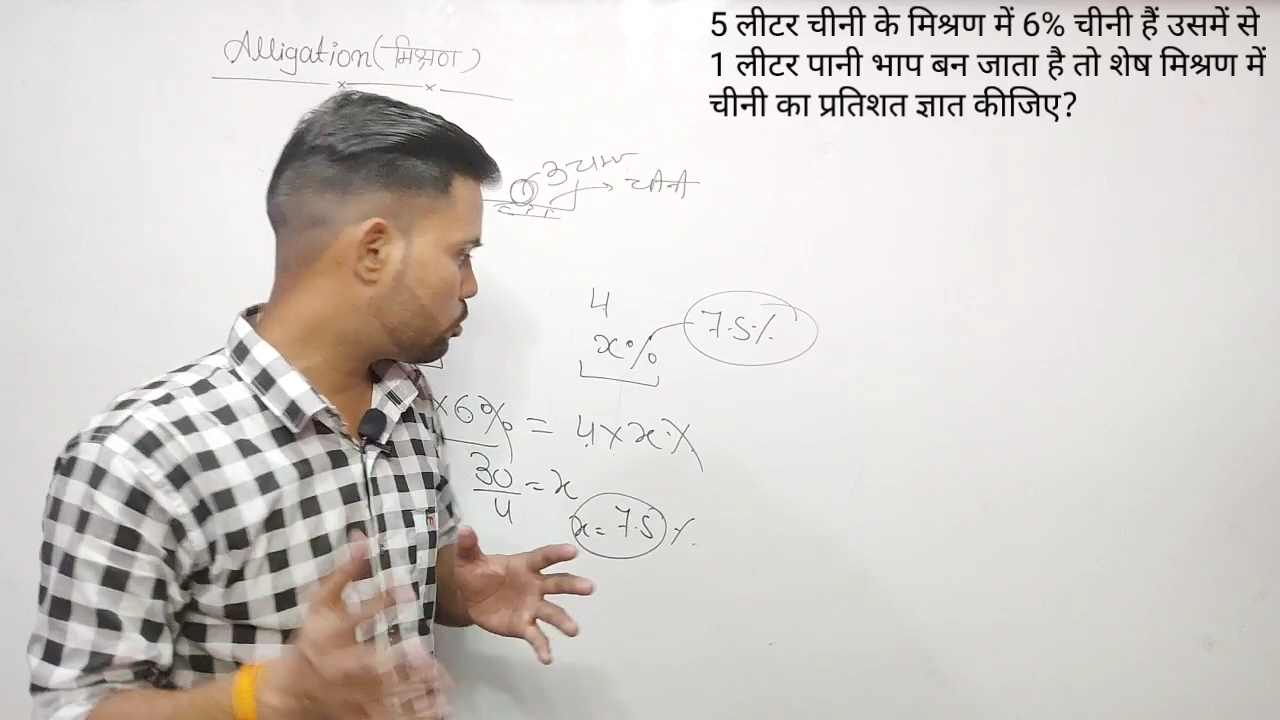 Alligation (मिश्रण)
5 लीटर चीनी के मिश्रण में 6% चीनी हैं उसमें से
1 लीटर पानी भाप बन जाता है तो शेष मिश्रण में
चीनी का प्रतिशत ज्ञात कीजिए?
चीनी
4
x%
7.5%
×6% = 4×x%
30/4 = x
x = 7.5%